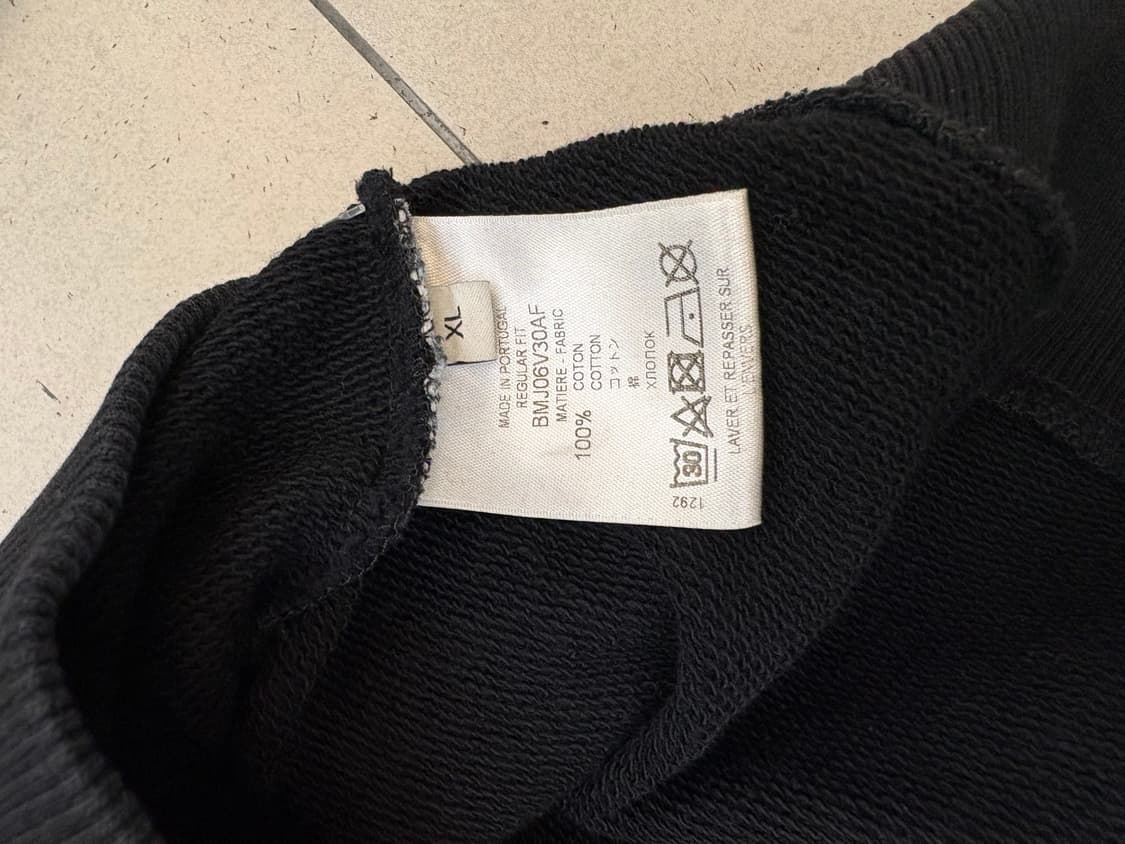 XL
MADE IN PORTUGAL
REGULAR FIT
BMJ06V30AF
MATIERE - FABRIC
100% COTON
COTTON
コットン
棉
ХЛОПОК
30
LAVER ET REPASSER SUR
L'ENVERS
1292